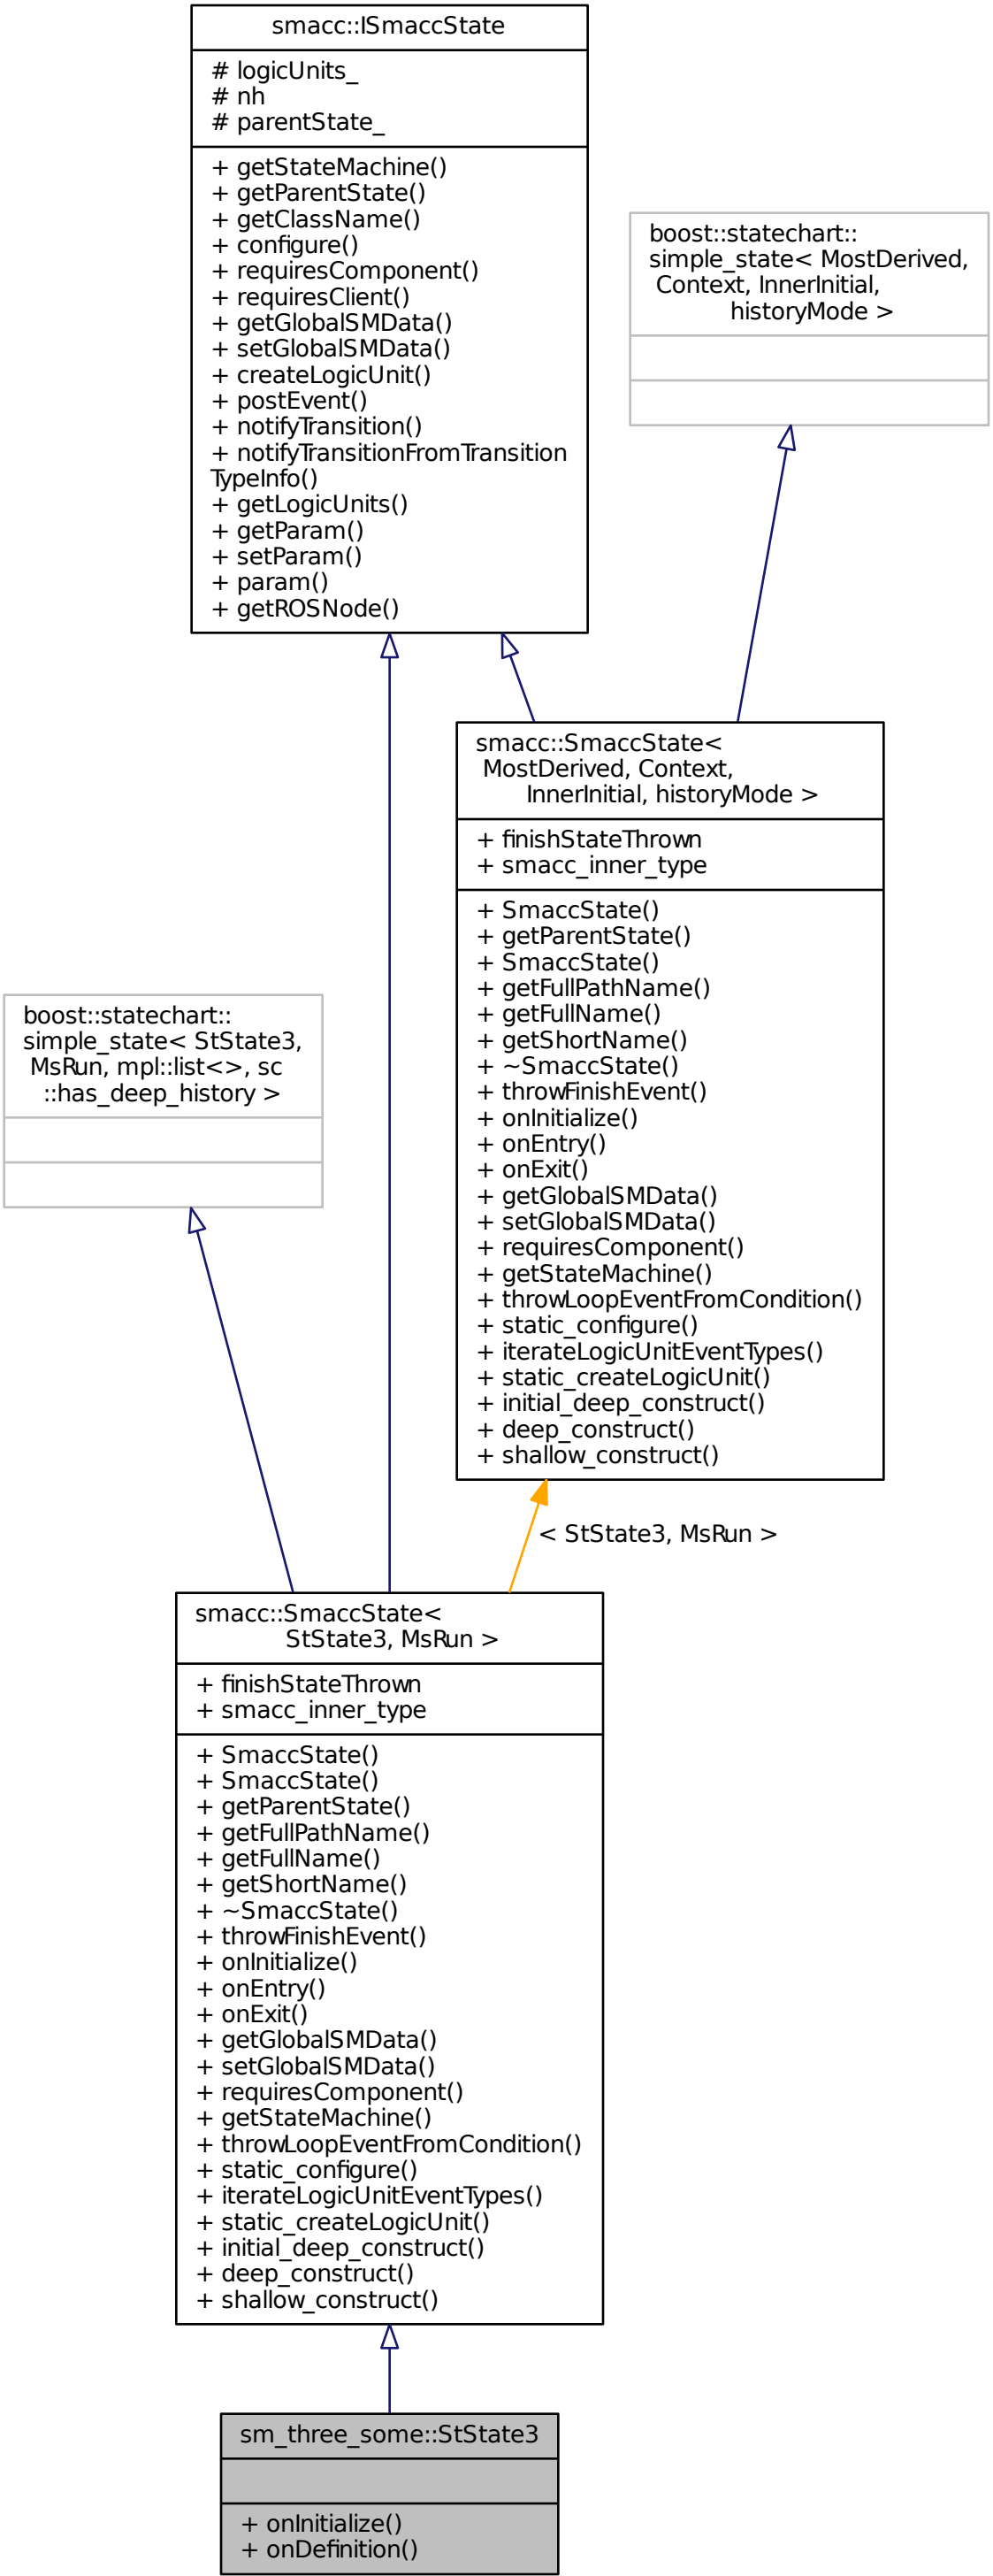 smacc::ISmaccState
# logicUnits_
# nh
# parentState_
+ getStateMachine()
+ getParentState()
+ getClassName()
+ configure()
+ requiresComponent()
+ requiresClient()
+ getGlobalSMData()
+ setGlobalSMData()
+ createLogicUnit()
+ postEvent()
+ notifyTransition()
+ notifyTransitionFromTransition
TypeInfo()
+ getLogicUnits()
+ getParam()
+ setParam()
+ param()
+ getROSNode()
boost::statechart::
simple_state< MostDerived,
Context, InnerInitial,
historyMode >
smacc::SmaccState<
MostDerived, Context,
InnerInitial, historyMode >
+ finishStateThrown
+ smacc_inner_type
+ SmaccState()
+ getParentState()
+ SmaccState()
+ getFullPathName()
+ getFullName()
+ getShortName()
+ ~SmaccState()
+ throwFinishEvent()
+ onInitialize()
+ onEntry()
+ onExit()
+ getGlobalSMData()
+ setGlobalSMData()
+ requiresComponent()
+ getStateMachine()
+ throwLoopEventFromCondition()
+ static_configure()
+ iterateLogicUnitEventTypes()
+ static_createLogicUnit()
+ initial_deep_construct()
+ deep_construct()
+ shallow_construct()
boost::statechart::
simple_state< StState3,
MsRun, mpl::list<>, sc
::has_deep_history >
< StState3, MsRun >
smacc::SmaccState<
StState3, MsRun >
+ finishStateThrown
+ smacc_inner_type
+ SmaccState()
+ SmaccState()
+ getParentState()
+ getFullPathName()
+ getFullName()
+ getShortName()
+ ~SmaccState()
+ throwFinishEvent()
+ onInitialize()
+ onEntry()
+ onExit()
+ getGlobalSMData()
+ setGlobalSMData()
+ requiresComponent()
+ getStateMachine()
+ throwLoopEventFromCondition()
+ static_configure()
+ iterateLogicUnitEventTypes()
+ static_createLogicUnit()
+ initial_deep_construct()
+ deep_construct()
+ shallow_construct()
sm_three_some::StState3
+ onInitialize()
+ onDefinition()